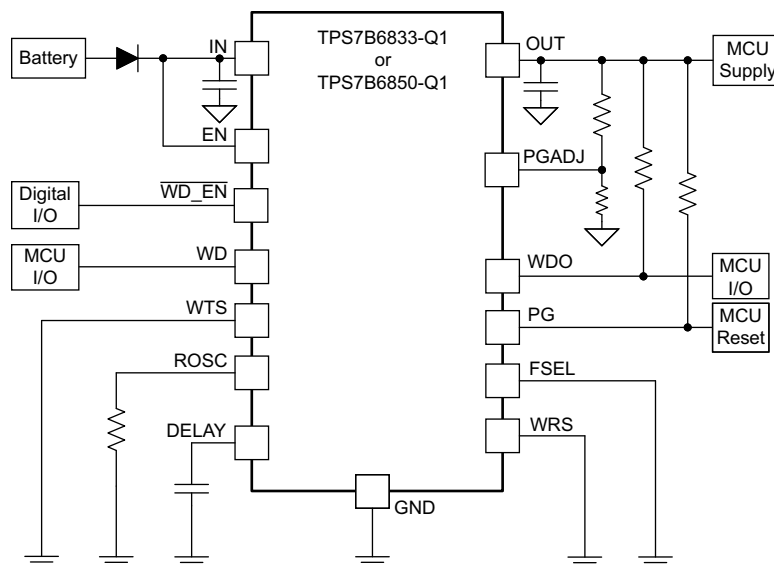 TPS7B6833-Q1
or
TPS7B6850-Q1
Battery
IN
EN
Digital
I/O
WD_EN
MCU
I/O
WD
WTS
ROSC
DELAY
GND
OUT
MCU
Supply
PGADJ
WDO
MCU
I/O
PG
MCU
Reset
FSEL
WRS